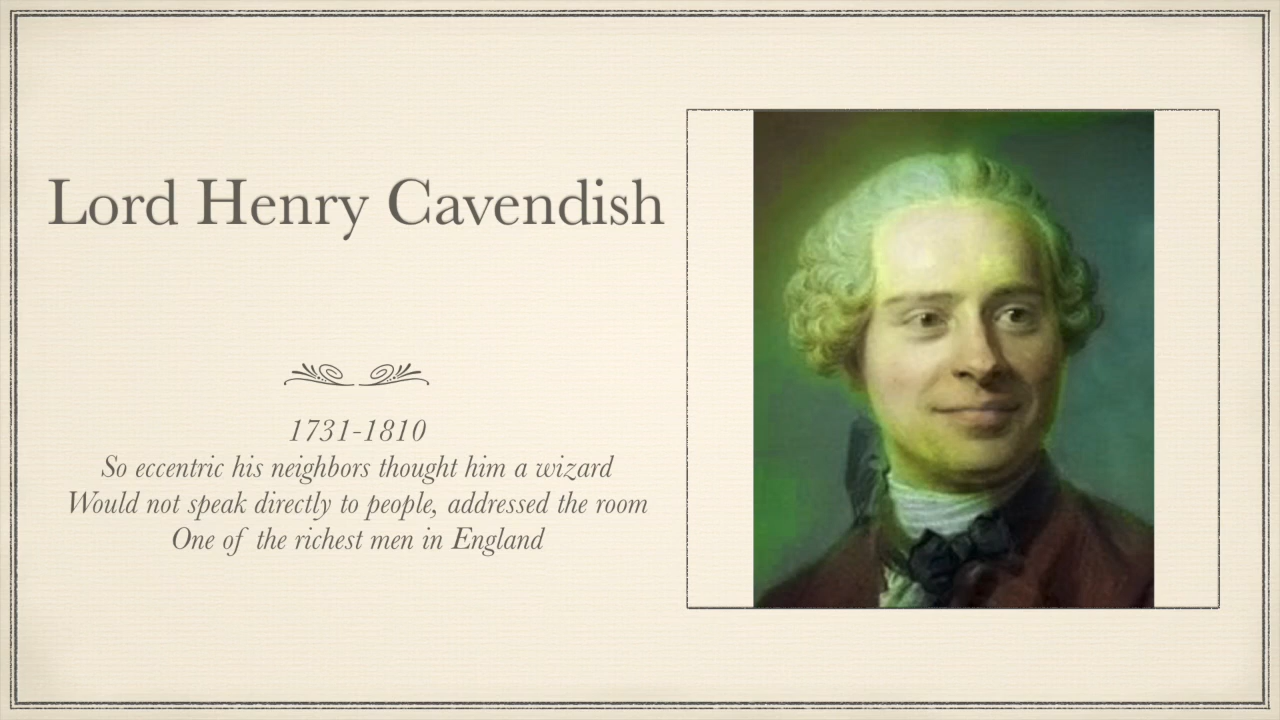 Lord Henry Cavendish
1731-1810
So eccentric his neighbors thought him a wizard
Would not speak directly to people, addressed the room
One of the richest men in England